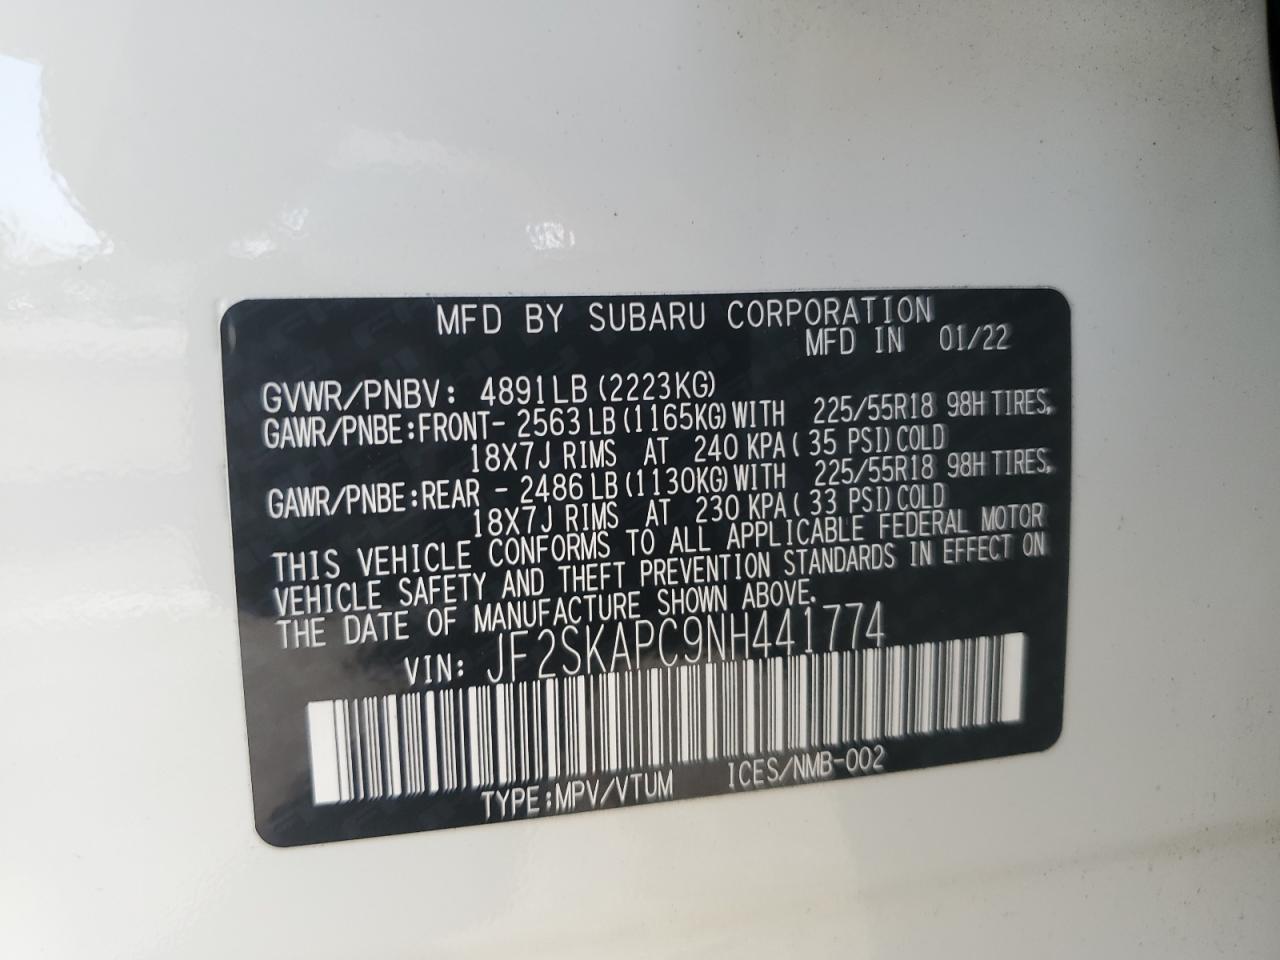 MFD BY SUBARU CORPORATION
MFD IN 01/22
GVWR/PNBV: 4891LB (2223KG)
GAWR/PNBE:FRONT- 2563 LB (1165KG) WITH 225/55R18 98H TIRES,
18X7J RIMS AT 240 KPA ( 35 PSI) COLD
GAWR/PNBE:REAR - 2486 LB (1130KG) WITH 225/55R18 98H TIRES,
18X7J RIMS AT 230 KPA ( 33 PSI) COLD
THIS VEHICLE CONFORMS TO ALL APPLICABLE FEDERAL MOTOR
VEHICLE SAFETY AND THEFT PREVENTION STANDARDS IN EFFECT ON
THE DATE OF MANUFACTURE SHOWN ABOVE.
VIN: JF2SKAPC9NH441774
TYPE:MPV/VTUM ICES/NMB-002